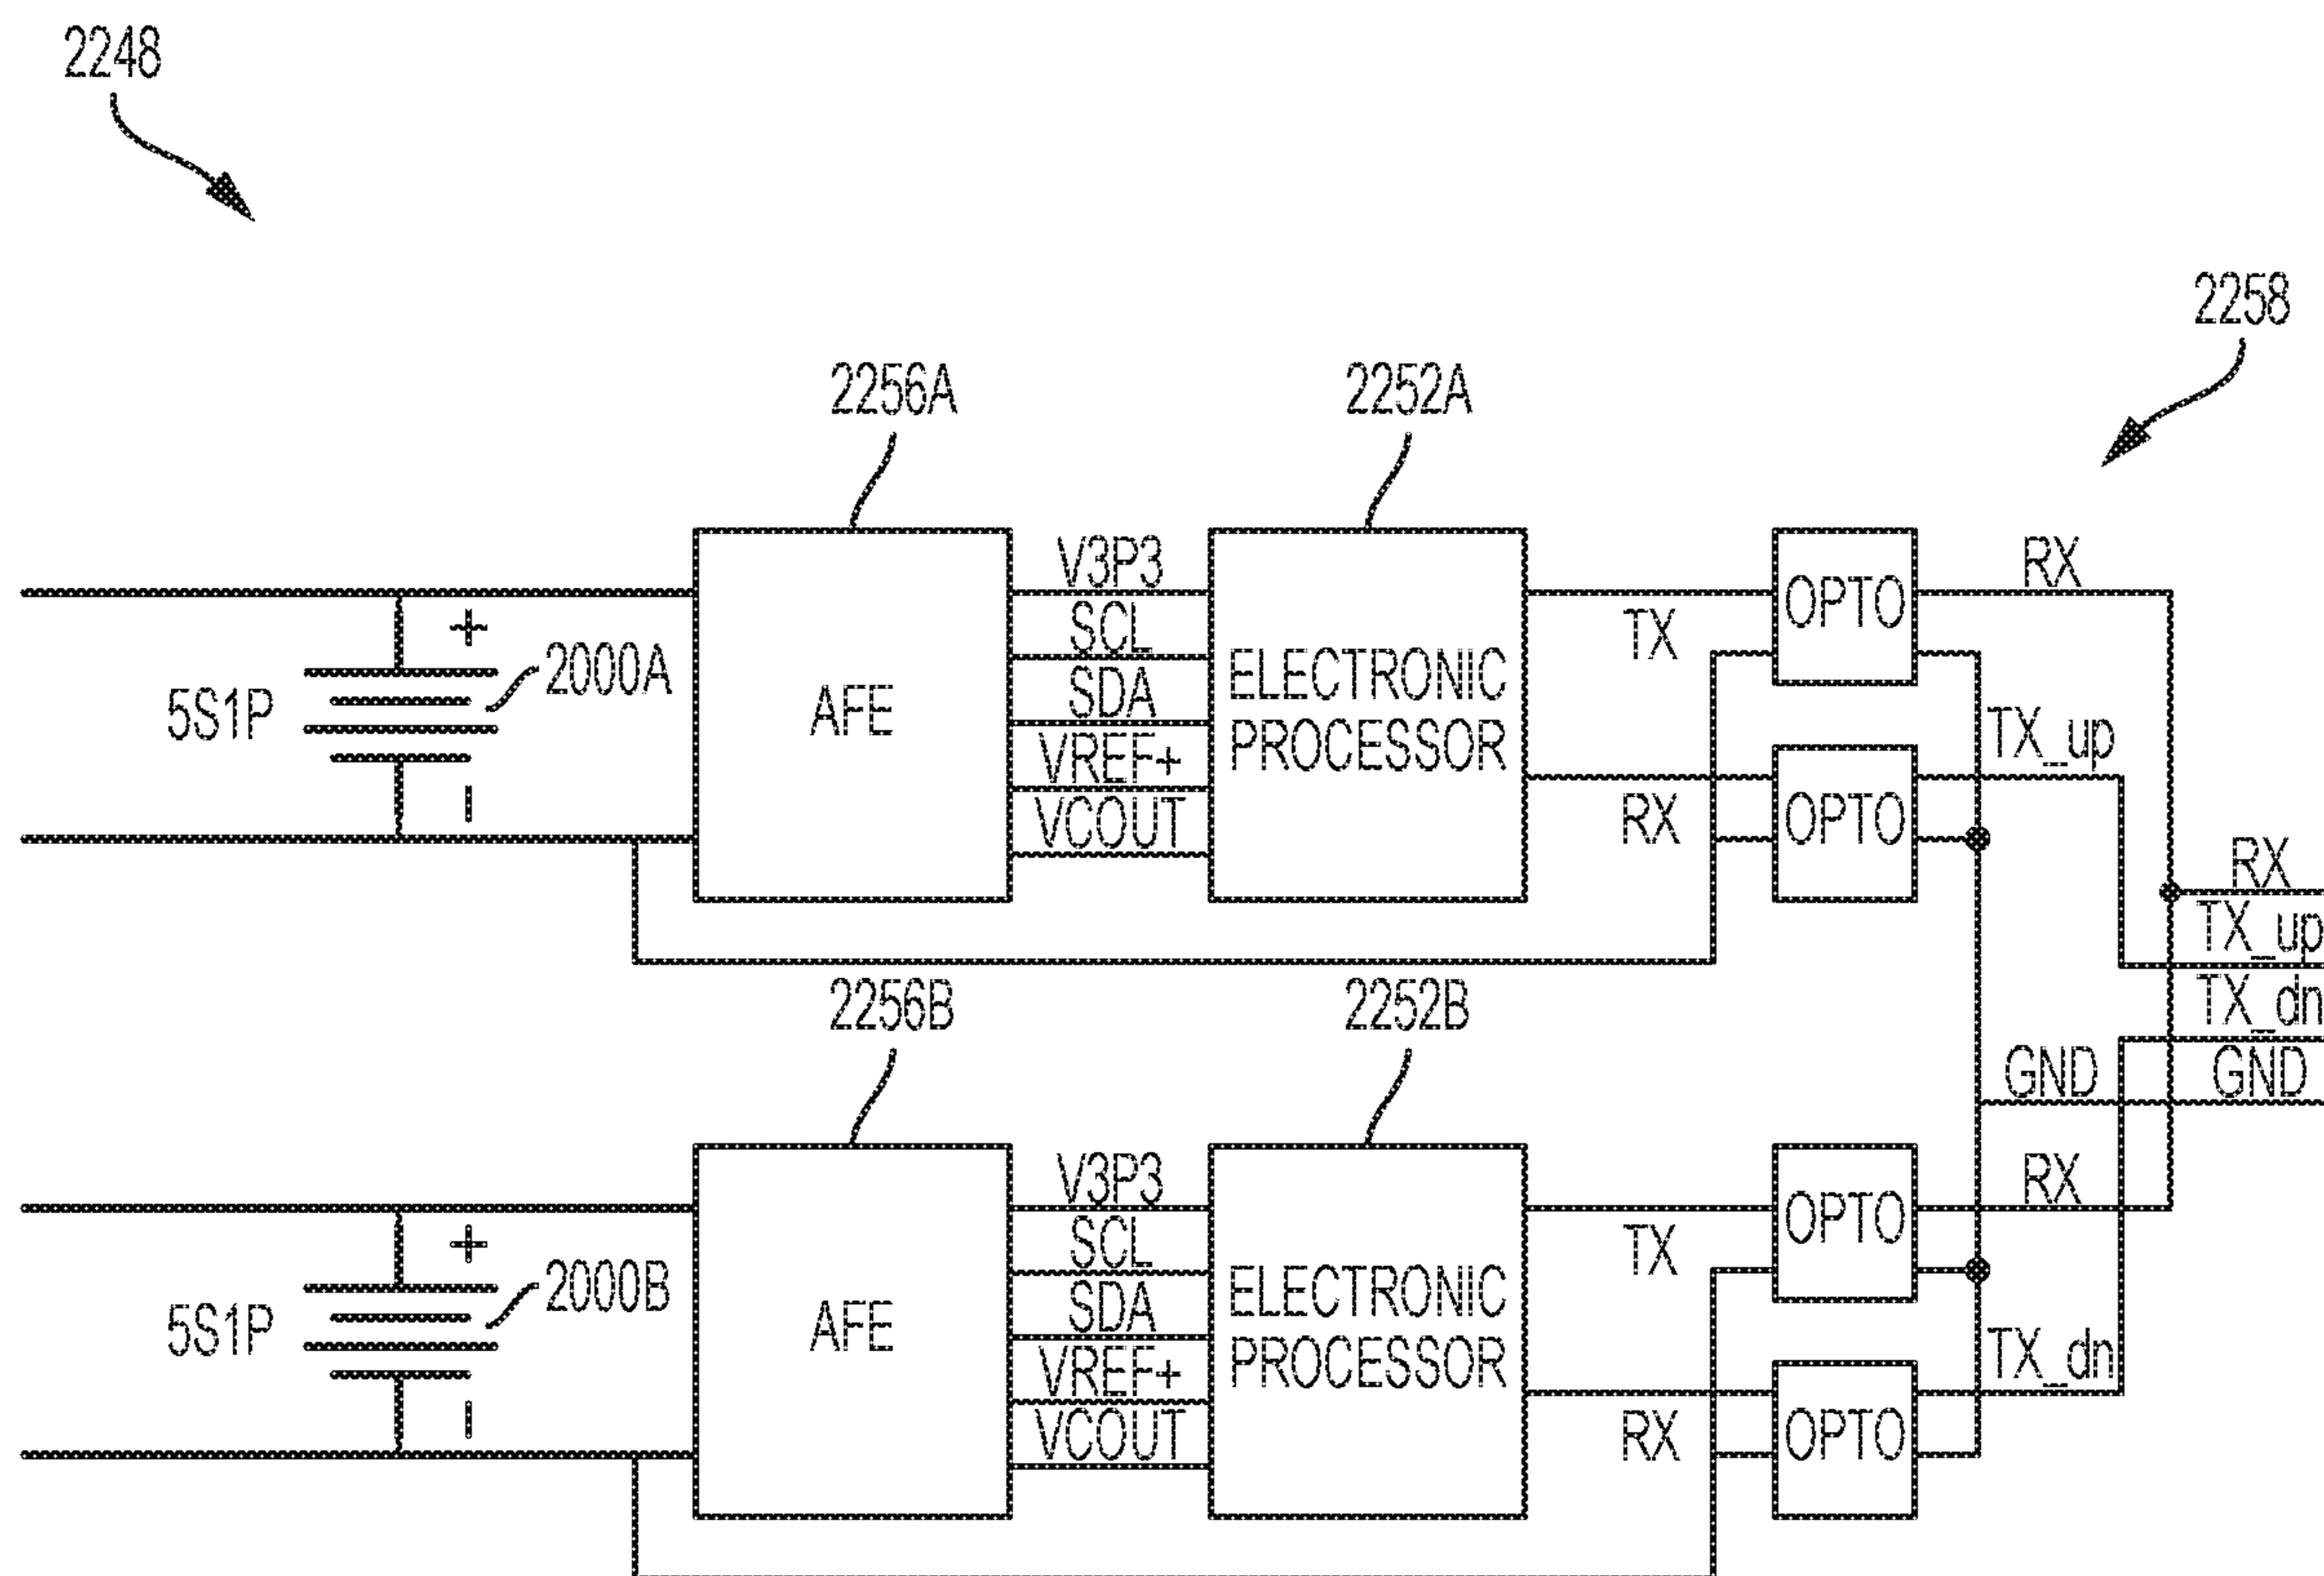 2248
2258
2256A
2252A
V3P3
SCL
SDA
VREF+
VCOUT
AFE
ELECTRONIC
PROCESSOR
TX
RX
OPTO
OPTO
RX
TX_up
+
5S1P
2000A
–
RX
TX_up
TX_dn
GND
GND
2256B
2252B
V3P3
SCL
SDA
VREF+
VCOUT
AFE
ELECTRONIC
PROCESSOR
TX
RX
OPTO
OPTO
RX
TX_dn
+
5S1P
2000B
–